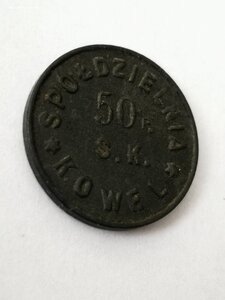 SPÓŁDZIELNIA
50 г.
S.K.
★ KOWEL ★